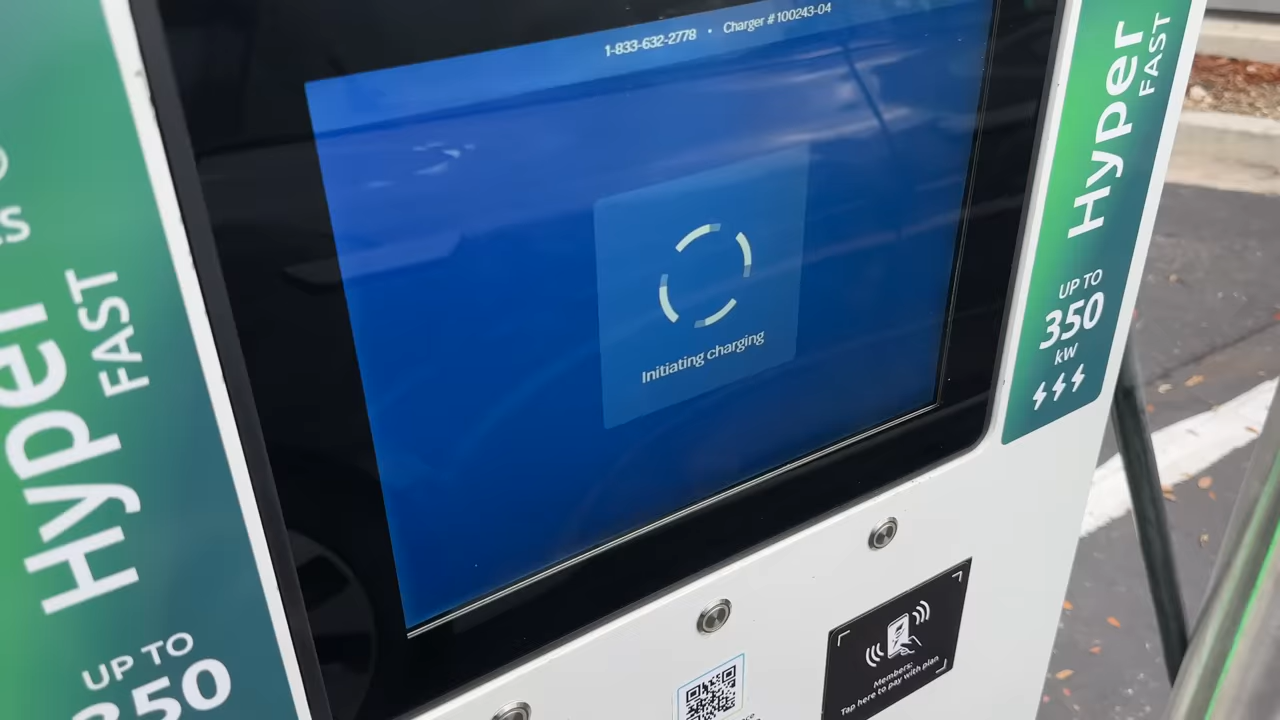 1-833-632-2778 • Charger # 100243-04
Initiating charging
Hyper
FAST
UP TO
350
kW
Hyper
FAST
UP TO
350
Members:
Tap here to pay with plan